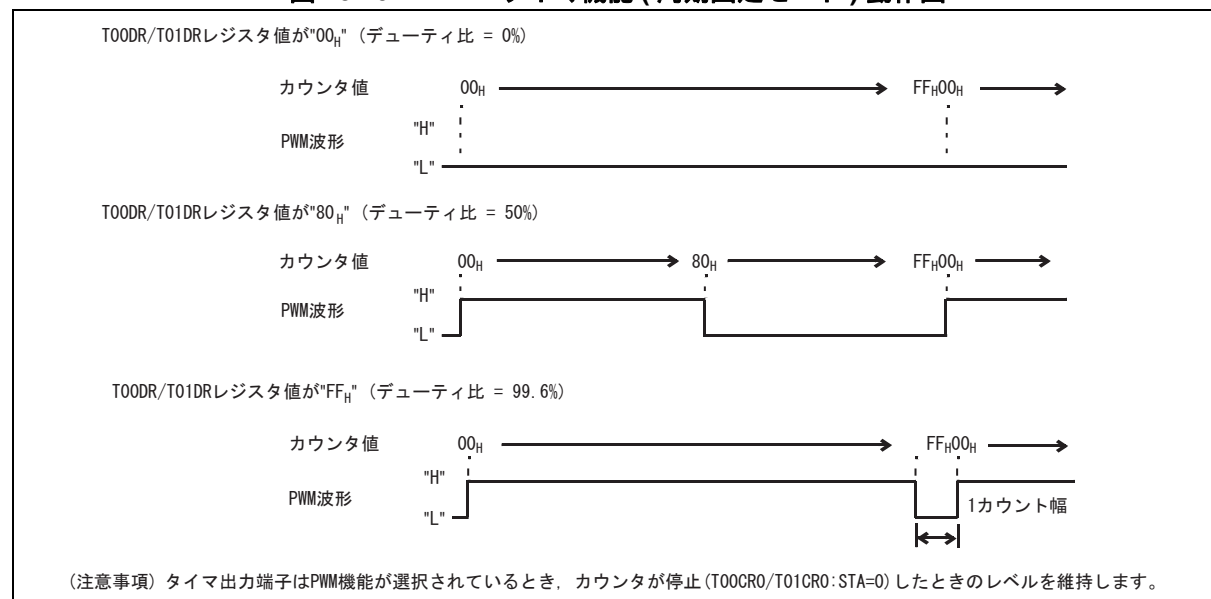 T00DR/T01DRレジスタ値が"00H" (デューティ比 = 0%)
カウンタ値 00H FFH00H
PWM波形 "H"
"L"
T00DR/T01DRレジスタ値が"80H" (デューティ比 = 50%)
カウンタ値 00H 80H FFH00H
PWM波形 "H"
"L"
T00DR/T01DRレジスタ値が"FFH" (デューティ比 = 99.6%)
カウンタ値 00H FFH00H
PWM波形 "H"
"L"
1カウント幅
(注意事項) タイマ出力端子はPWM機能が選択されているとき, カウンタが停止(T00CR0/T01CR0:STA=0)したときのレベルを維持します。